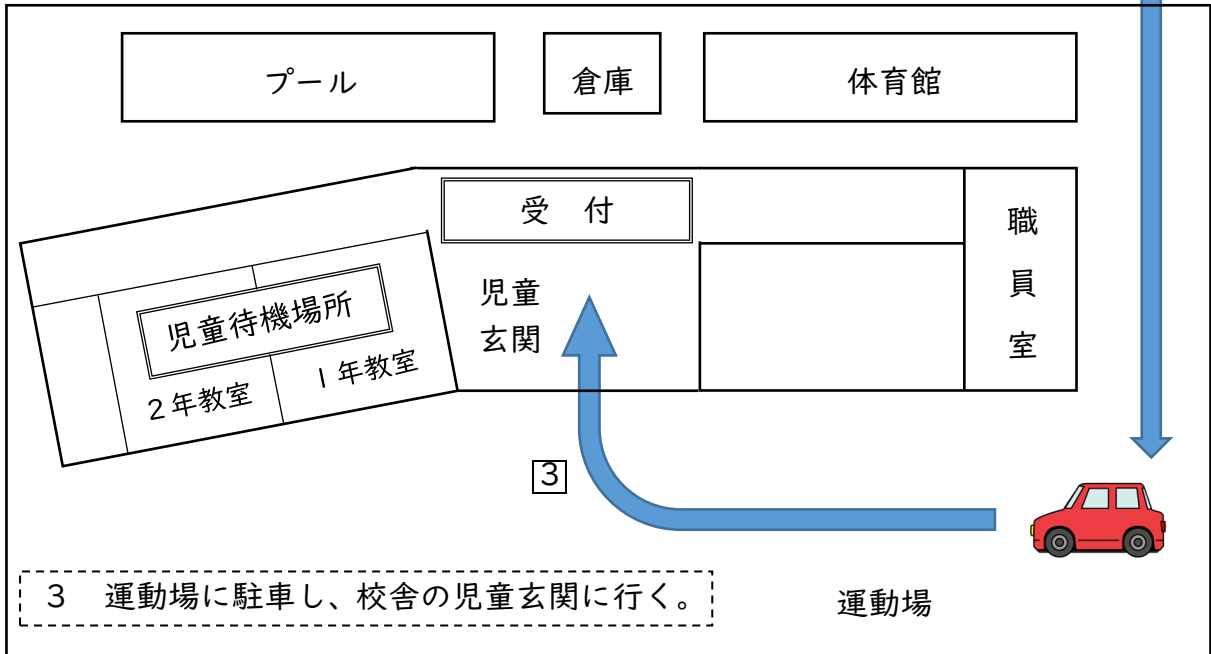 プール
倉庫
体育館
受　付
職員室
児童
玄関
児童待機場所
２年教室
１年教室
3
３　運動場に駐車し、校舎の児童玄関に行く。
運動場